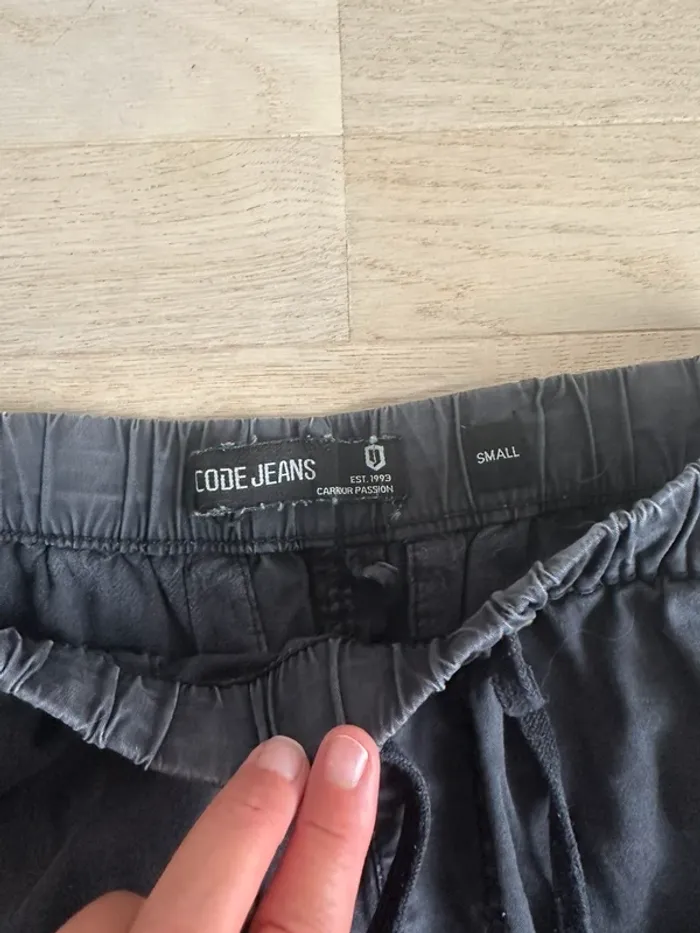 CODE JEANS
EST. 1993
CARROR PASSION
SMALL